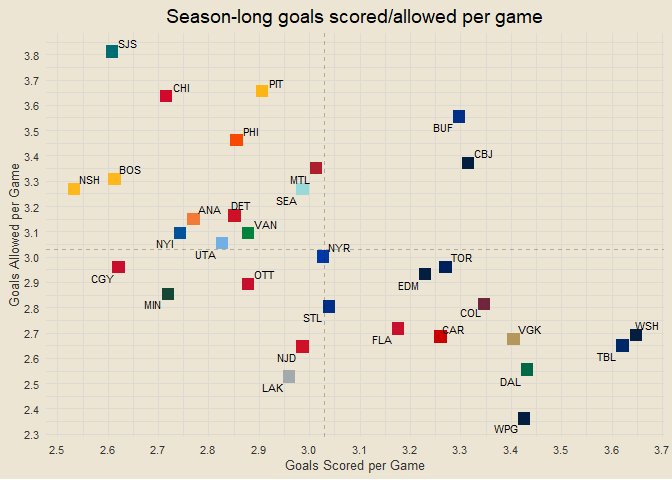 Season-long goals scored/allowed per game
Goals Allowed per Game
3.8
3.7
3.6
3.5
3.4
3.3
3.2
3.1
3.0
2.9
2.8
2.7
2.6
2.5
2.4
2.3
SJS
CHI
PIT
BUF
PHI
CBJ
MTL
BOS
NSH
SEA
ANA
DET
VAN
NYI
UTA
NYR
TOR
CGY
OTT
EDM
MIN
STL
COL
FLA
CAR
VGK
WSH
NJD
TBL
LAK
DAL
WPG
2.5 2.6 2.7 2.8 2.9 3.0 3.1 3.2 3.3 3.4 3.5 3.6 3.7
Goals Scored per Game